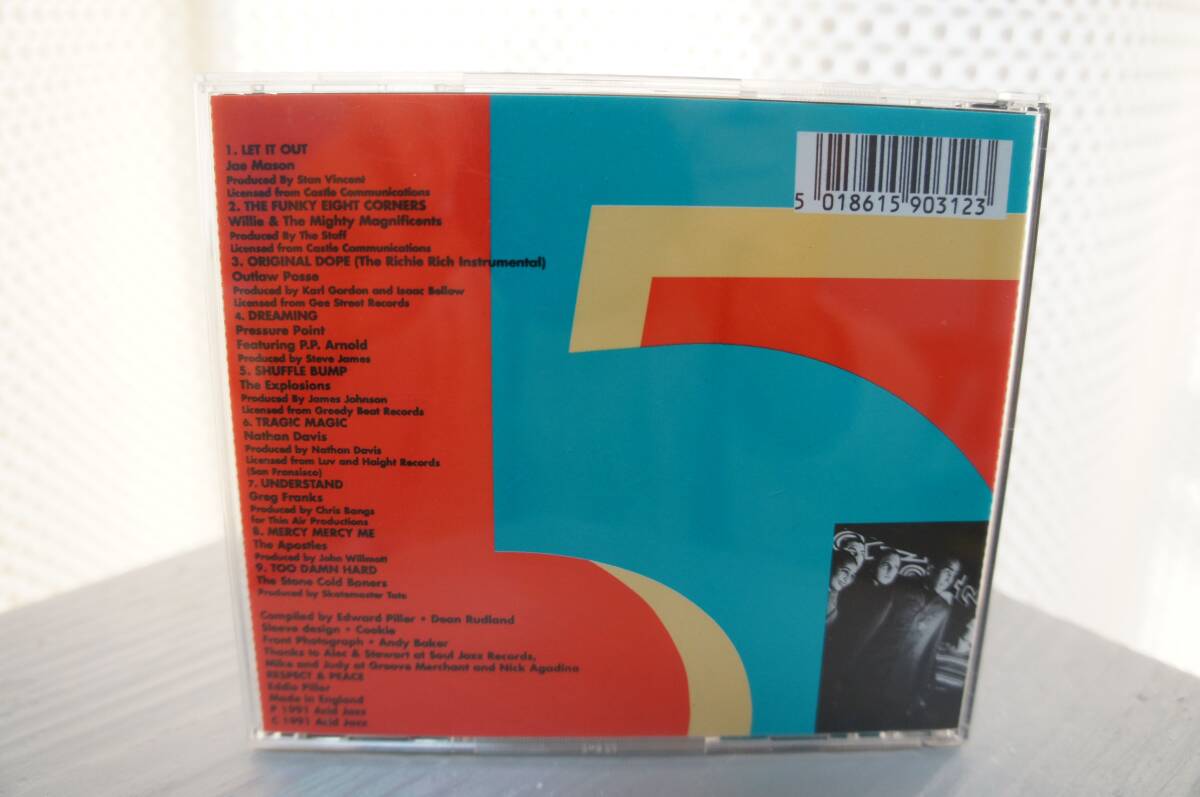 1. LET IT OUT
Jae Mason
Produced By Stan Vincent
Licensed from Castle Communications
2. THE FUNKY EIGHT CORNERS
Willie & The Mighty Magnificents
Produced By The Staff
Licensed from Castle Communications
3. ORIGINAL DOPE (The Richie Rich Instrumental)
Outlaw Posse
Produced by Karl Gordon and Isaac Bellow
Licensed from Gee Street Records
4. DREAMING
Pressure Point
Featuring P.P. Arnold
Produced by Steve James
5. SHUFFLE BUMP
The Explosions
Produced By James Johnson
Licensed from Greedy Beat Records
6. TRAGIC MAGIC
Nathan Davis
Produced by Nathan Davis
Licensed from Luv and Haight Records
(San Fransisco)
7. UNDERSTAND
Greg Franks
Produced by Chris Bangs
for Thin Air Productions
8. MERCY MERCY ME
The Apostles
Produced by John Willmott
9. TOO DAMN HARD
The Stone Cold Boners
Produced by Skatemaster Tate
Compiled by Edward Piller • Dean Rudland
Sleeve design • Cookie
Front Photograph • Andy Baker
Thanks to Alec & Stewart at Soul Jazz Records,
Mike and Judy at Groove Merchant and Nick Agadino
RESPECT & PEACE
Eddie Piller
Made in England
P 1991 Acid Jazz
C 1991 Acid Jazz
5 018615 903123